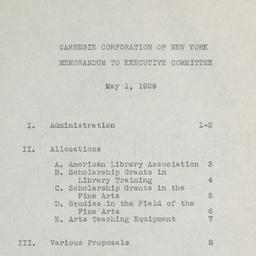 CARNEGIE CORPORATION OF NEW YORK
MEMORANDUM TO EXECUTIVE COMMITTEE
May 1, 1929
I. Administration 1-2
II. Allocations
A. American Library Association 3
B. Scholarship Grants in
Library Training 4
C. Scholarship Grants in the
Fine Arts 5
D. Studies in the Field of the
Fine Arts 6
E. Arts Teaching Equipment 7
III. Various Proposals 8